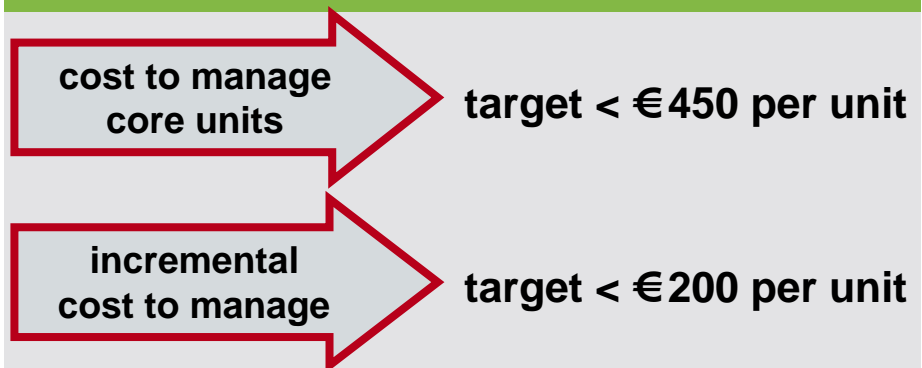 cost to manage
core units
target < €450 per unit
incremental
cost to manage
target < €200 per unit